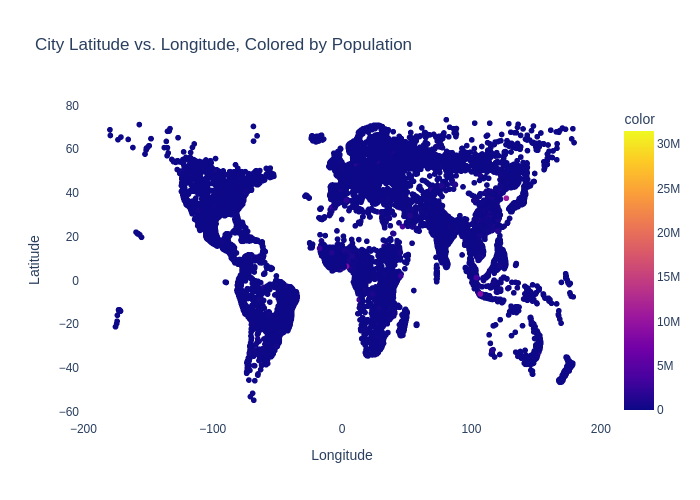 City Latitude vs. Longitude, Colored by Population
color
80
60
40
20
0
−20
−40
−60
−200
−100
0
100
200
Latitude
Longitude
30M
25M
20M
15M
10M
5M
0